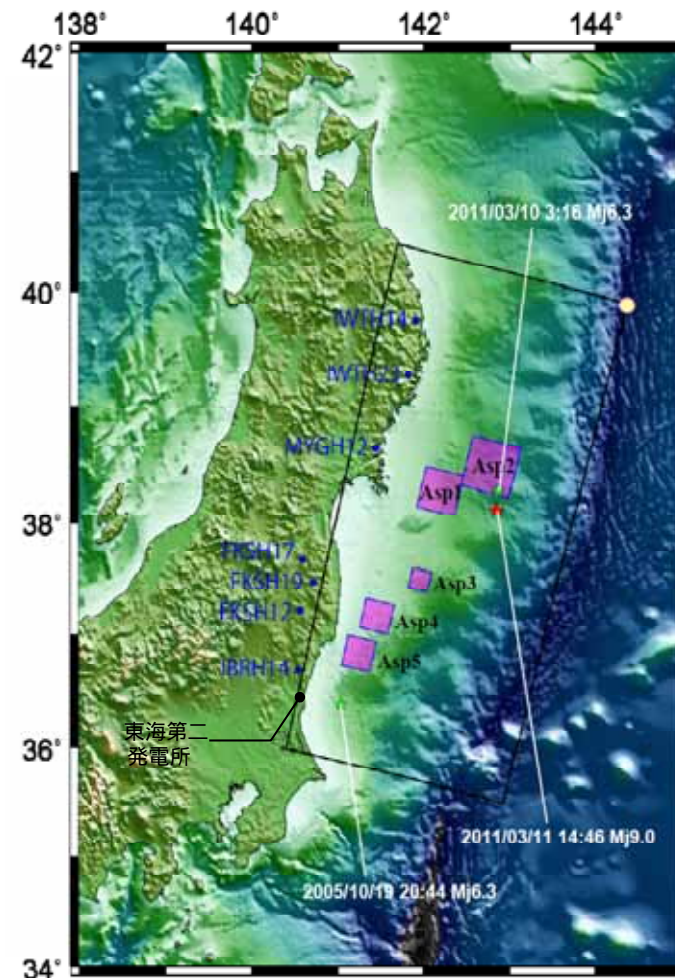 138° 140° 142° 144°
42°
2011/03/10 3:16 Mj6.3
40°
IWTH14
IWTH23
MYGH12
Asp2
Asp1
38°
FKSH17
FKSH19
Asp3
FKSH12
Asp4
Asp5
IBRH14
東海第二
発電所
36°
2011/03/11 14:46 Mj9.0
2005/10/19 20:44 Mj6.3
34°